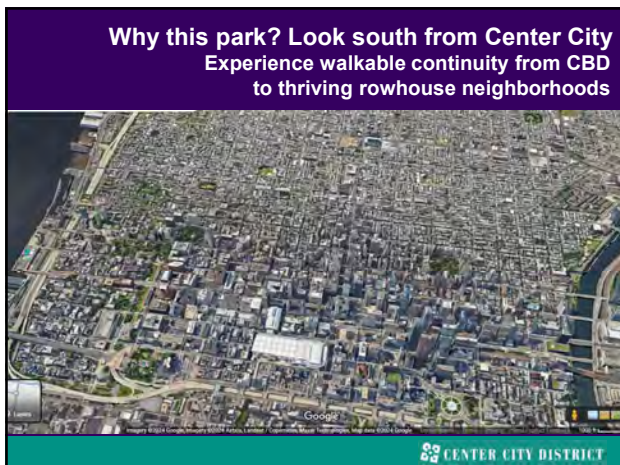 Why this park? Look south from Center City
Experience walkable continuity from CBD
to thriving rowhouse neighborhoods
Layers
Google
CENTER CITY DISTRICT